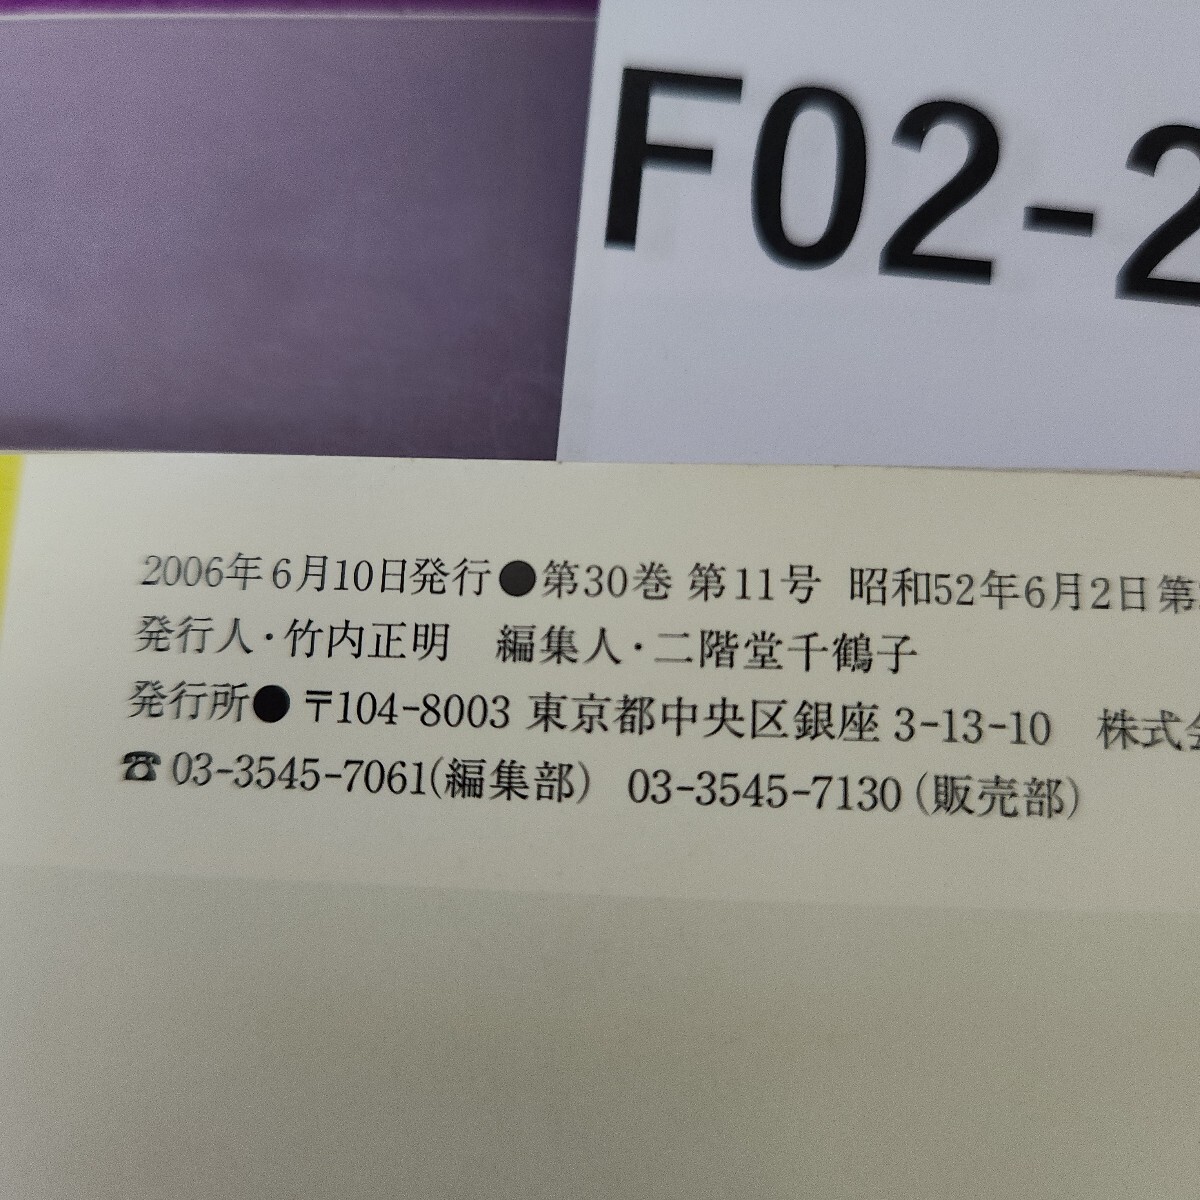 F02-2
2006年6月10日発行●第30巻 第11号 昭和52年6月2日第
発行人・竹内正明 編集人・二階堂千鶴子
発行所● 〒104-8003 東京都中央区銀座 3-13-10 株式会
☎ 03-3545-7061(編集部) 03-3545-7130(販売部)